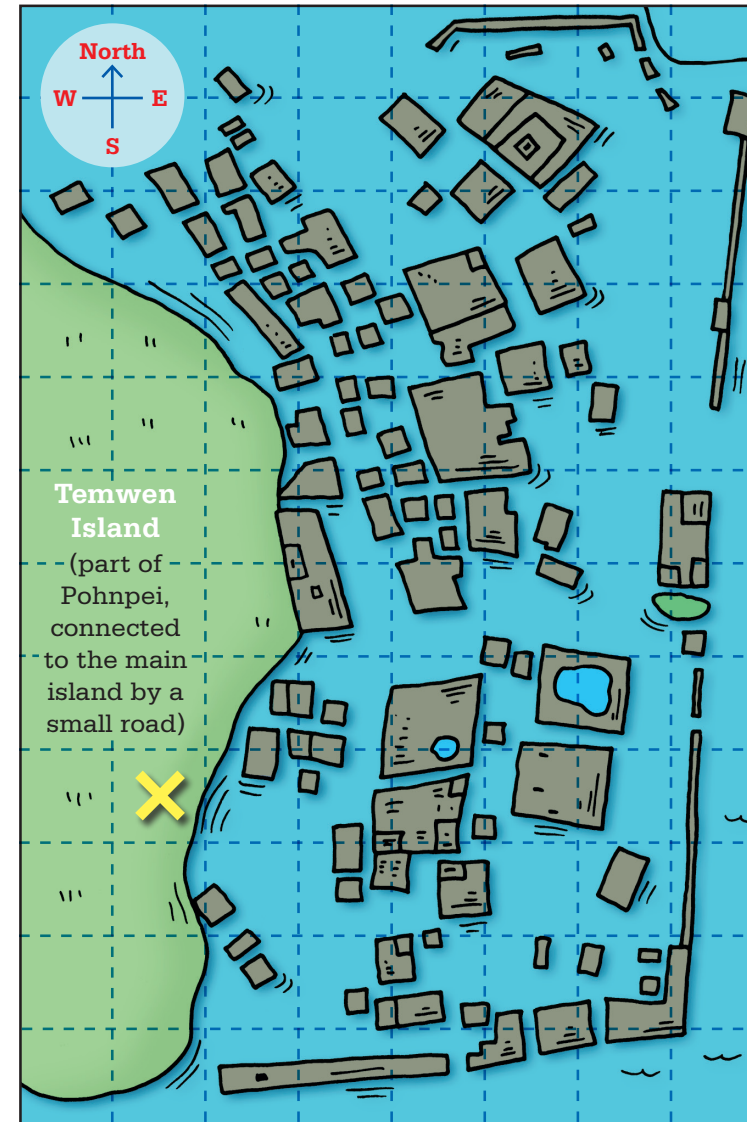 North
W E
S
Temwen
Island
(part of
Pohnpei,
connected
to the main
island by a
small road)